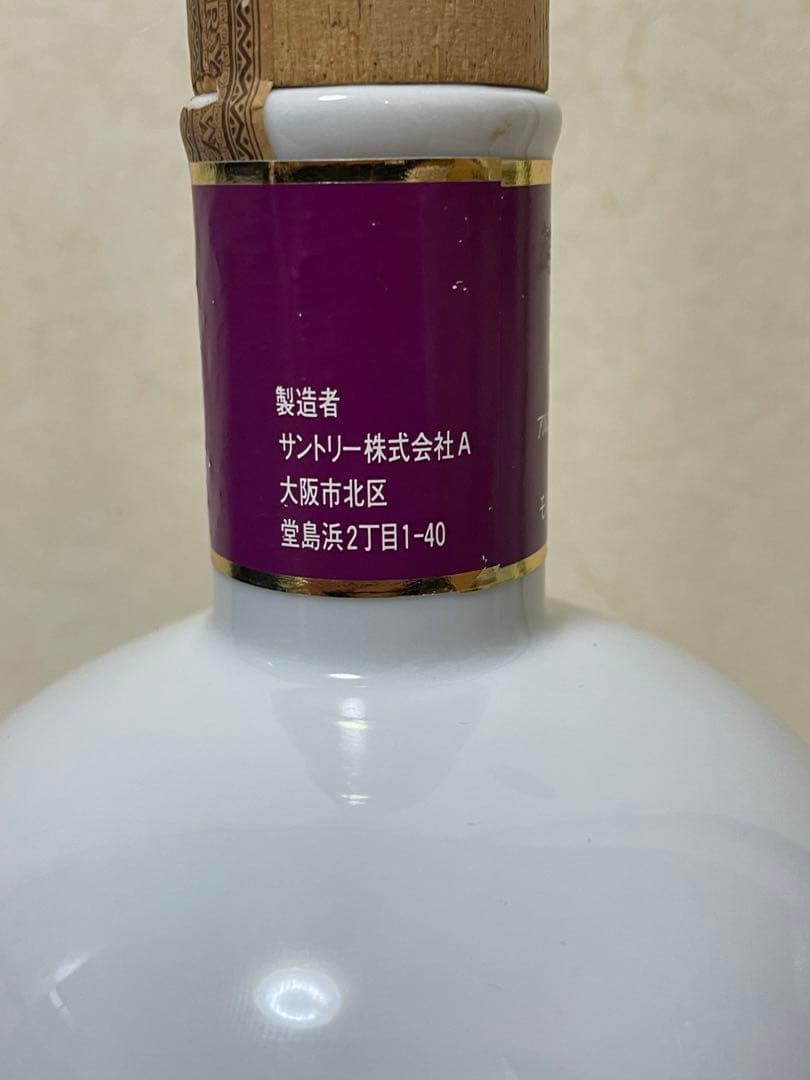 製造者
サントリー株式会社A
大阪市北区
堂島浜2丁目1-40